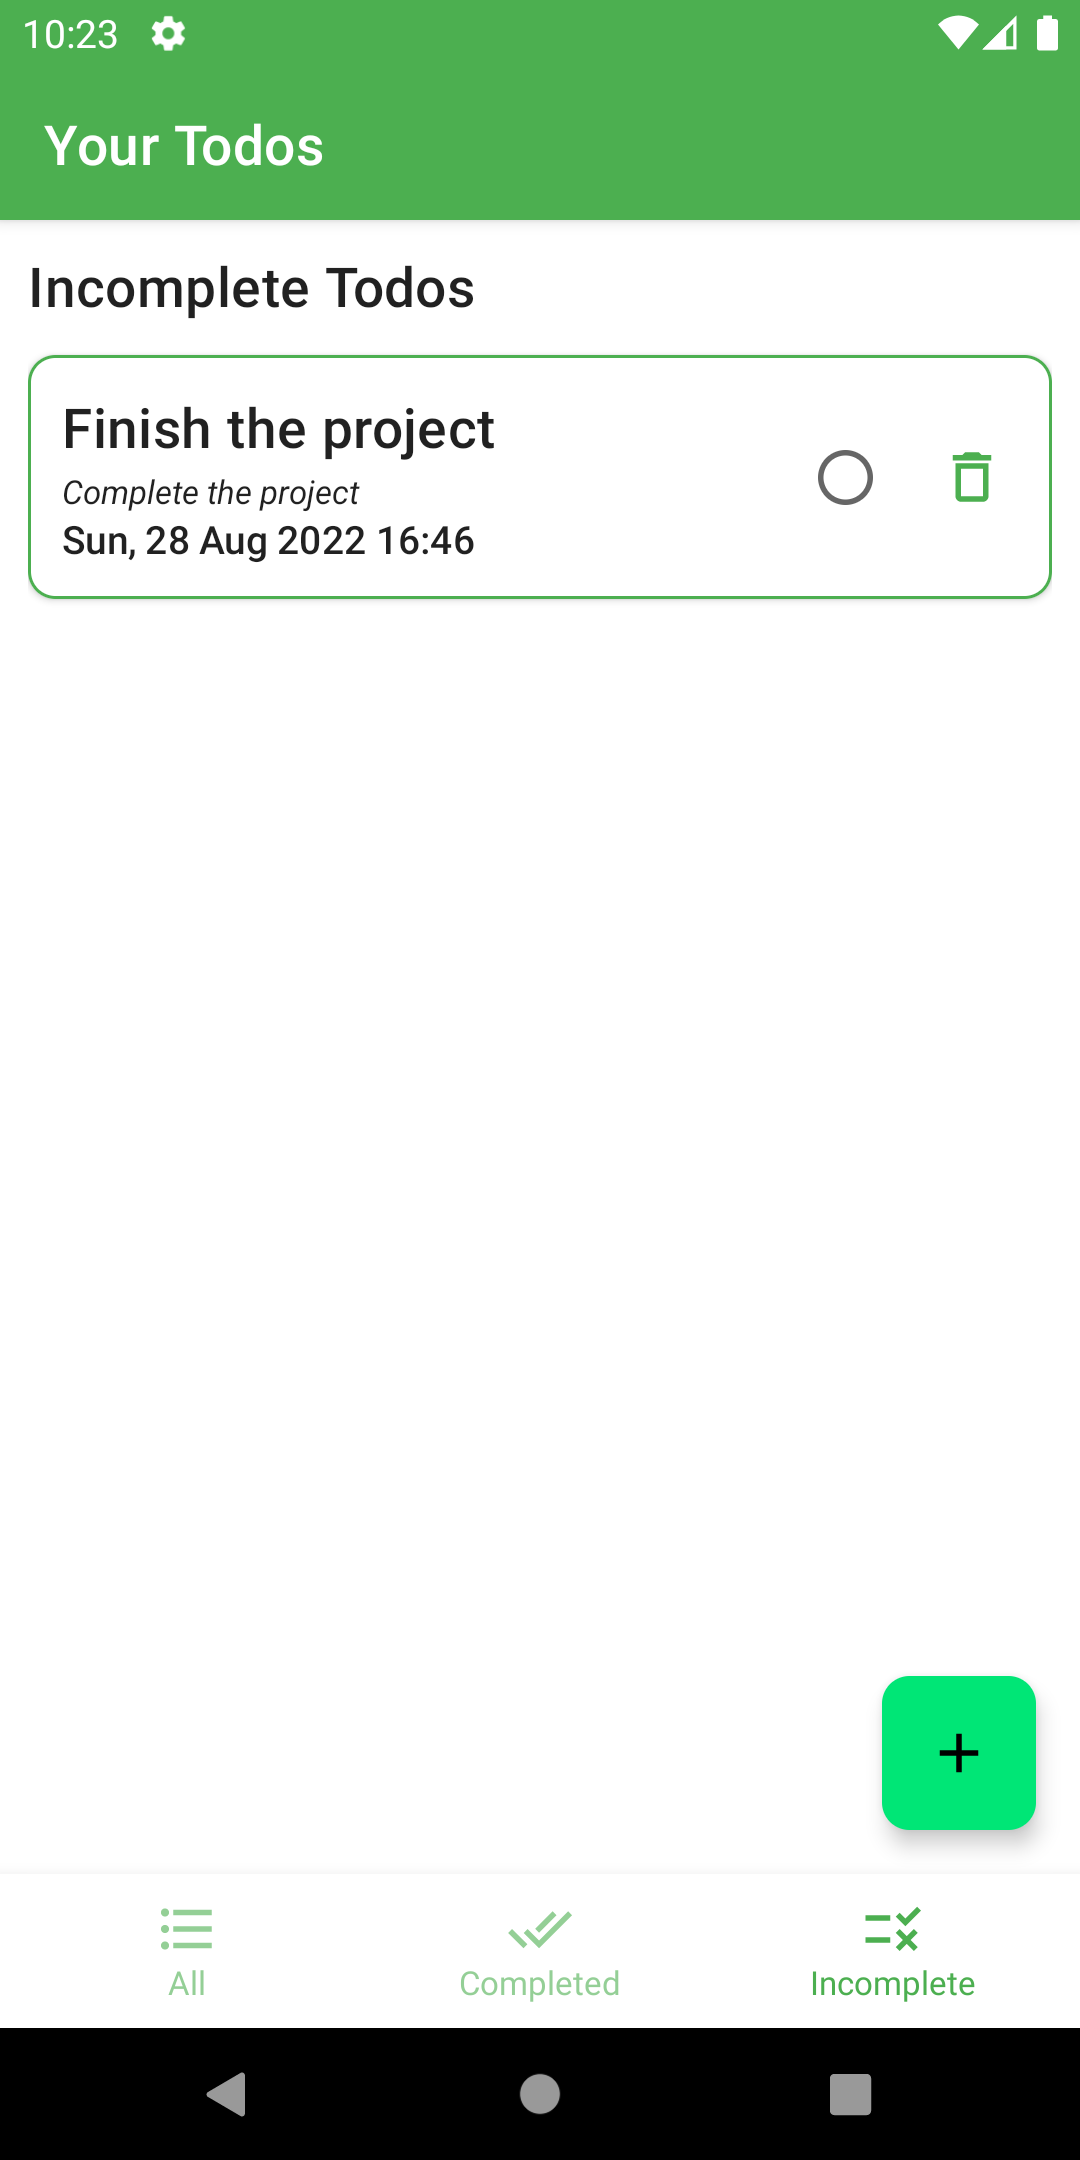 10:23
Your Todos
Incomplete Todos
Finish the project
Complete the project
Sun, 28 Aug 2022 16:46
All
Completed
Incomplete